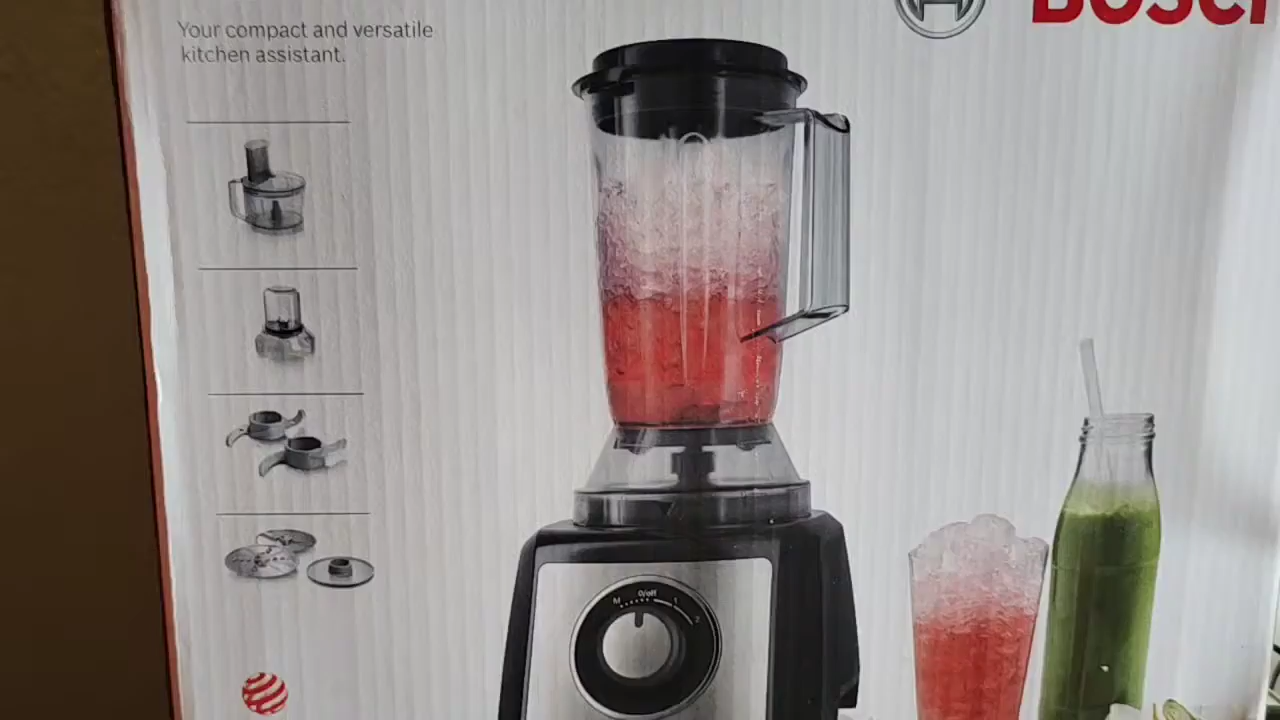 Your compact and versatile
kitchen assistant.
BOSCH
M 0/off 1 2